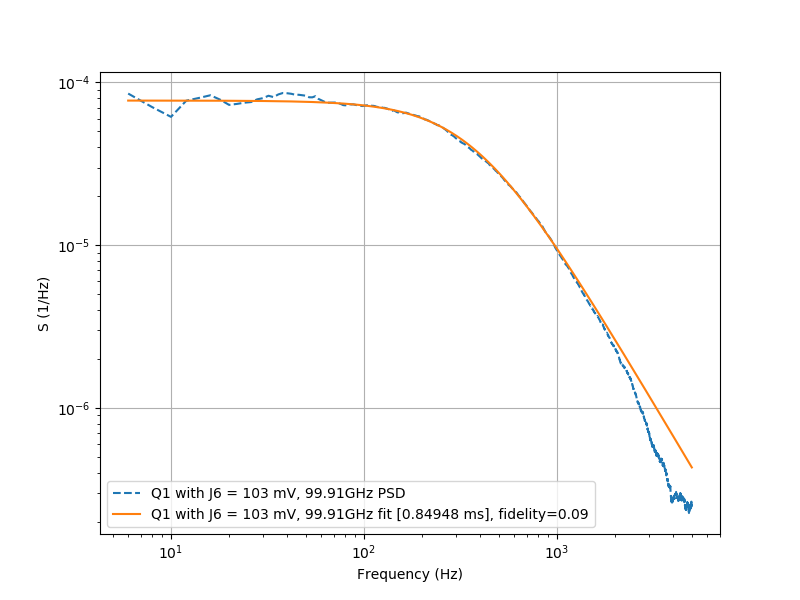 10⁻⁴
10⁻⁵
10⁻⁶
S (1/Hz)
Q1 with J6 = 103 mV, 99.91GHz PSD
Q1 with J6 = 103 mV, 99.91GHz fit [0.84948 ms], fidelity=0.09
10¹ 10² 10³
Frequency (Hz)